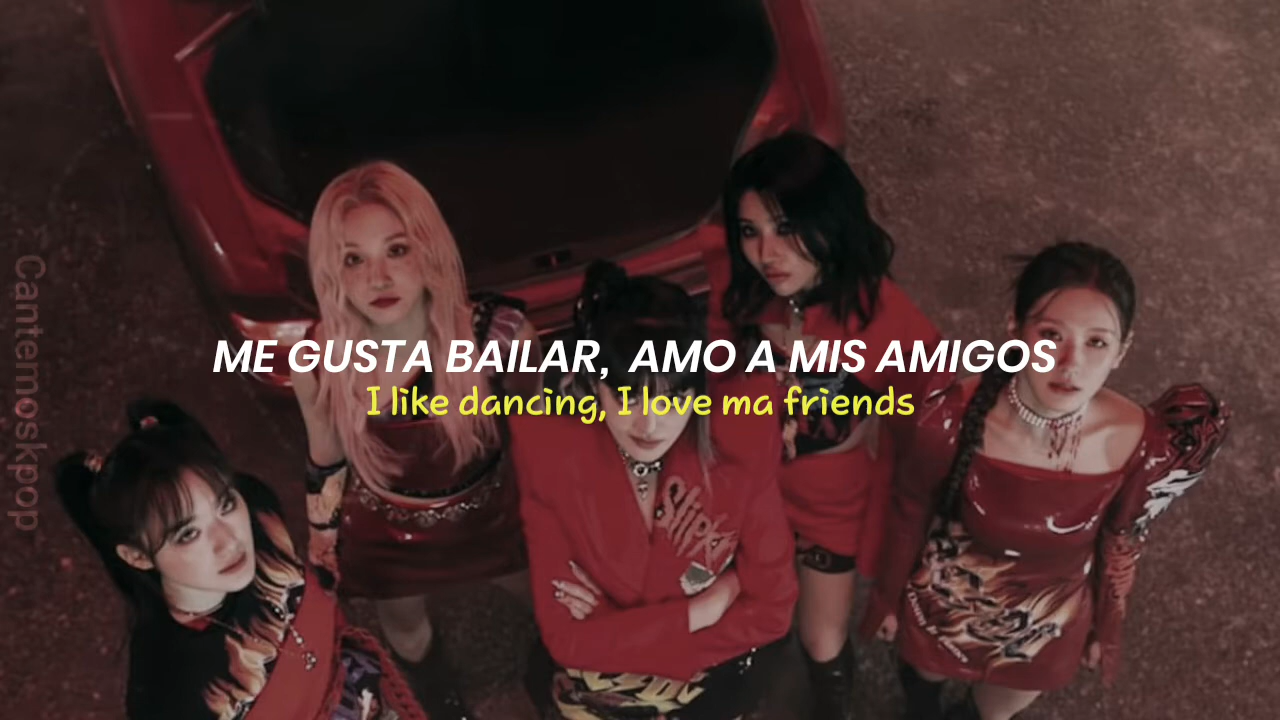 ME GUSTA BAILAR, AMO A MIS AMIGOS
I like dancing, I love ma friends
Cantemoskpop